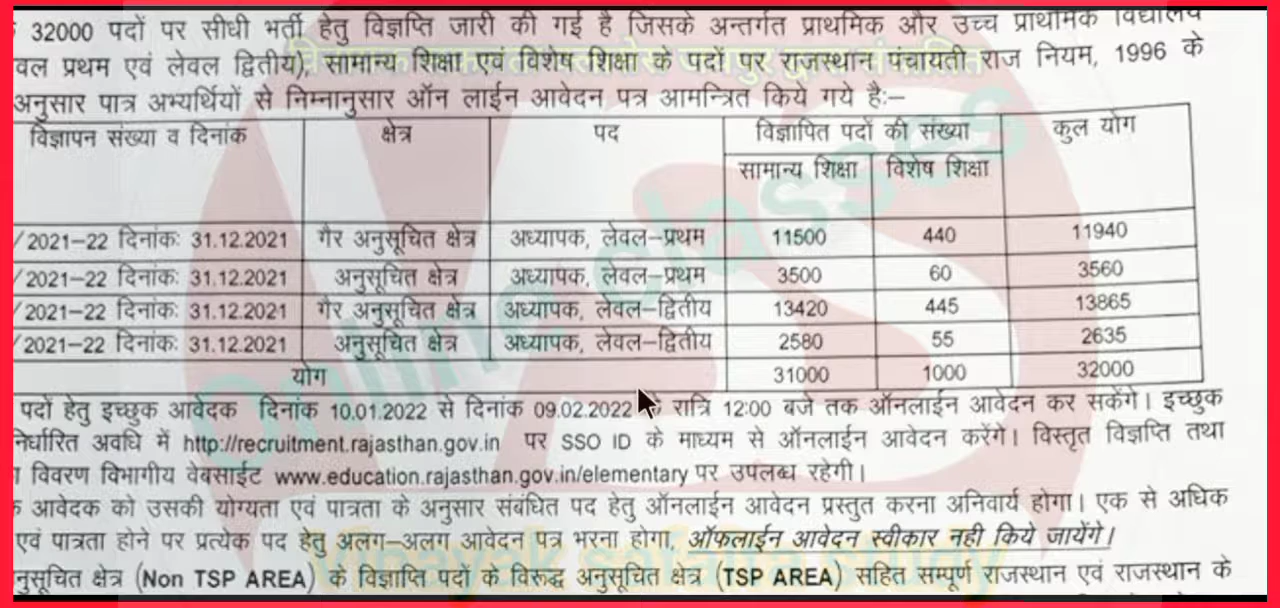 32000 पदों पर सीधी भर्ती हेतु विज्ञप्ति जारी की गई है जिसके अन्तर्गत प्राथमिक और उच्च प्राथमिक विद्यालय
वल प्रथम एवं लेवल द्वितीय), सामान्य शिक्षा एवं विशेष शिक्षा के पदों पर राजस्थान पंचायती राज नियम, 1996 के
अनुसार पात्र अभ्यर्थियों से निम्नानुसार ऑन लाईन आवेदन पत्र आमन्त्रित किये गये है:–
विज्ञापन संख्या व दिनांक क्षेत्र पद विज्ञापित पदों की संख्या कुल योग
सामान्य शिक्षा विशेष शिक्षा
/2021–22 दिनांक: 31.12.2021 गैर अनुसूचित क्षेत्र अध्यापक, लेवल–प्रथम 11500 440 11940
/2021–22 दिनांक: 31.12.2021 अनुसूचित क्षेत्र अध्यापक, लेवल–प्रथम 3500 60 3560
/2021–22 दिनांक: 31.12.2021 गैर अनुसूचित क्षेत्र अध्यापक, लेवल–द्वितीय 13420 445 13865
/2021–22 दिनांक: 31.12.2021 अनुसूचित क्षेत्र अध्यापक, लेवल–द्वितीय 2580 55 2635
योग 31000 1000 32000
पदों हेतु इच्छुक आवेदक दिनांक 10.01.2022 से दिनांक 09.02.2022 के रात्रि 12:00 बजे तक ऑनलाईन आवेदन कर सकेंगे। इच्छुक
निर्धारित अवधि में http://recruitment.rajasthan.gov.in पर SSO ID के माध्यम से ऑनलाईन आवेदन करेंगे। विस्तृत विज्ञप्ति तथा
विवरण विभागीय वेबसाईट www.education.rajasthan.gov.in/elementary पर उपलब्ध रहेगी।
आवेदक को उसकी योग्यता एवं पात्रता के अनुसार संबंधित पद हेतु ऑनलाईन आवेदन प्रस्तुत करना अनिवार्य होगा। एक से अधिक
एवं पात्रता होने पर प्रत्येक पद हेतु अलग–अलग आवेदन पत्र भरना होगा, ऑफलाईन आवेदन स्वीकार नही किये जायेंगे।
नुसूचित क्षेत्र (Non TSP AREA) के विज्ञप्ति पदों के विरूद्ध अनुसूचित क्षेत्र (TSP AREA) सहित सम्पूर्ण राजस्थान एवं राजस्थान के
VS
Online classes